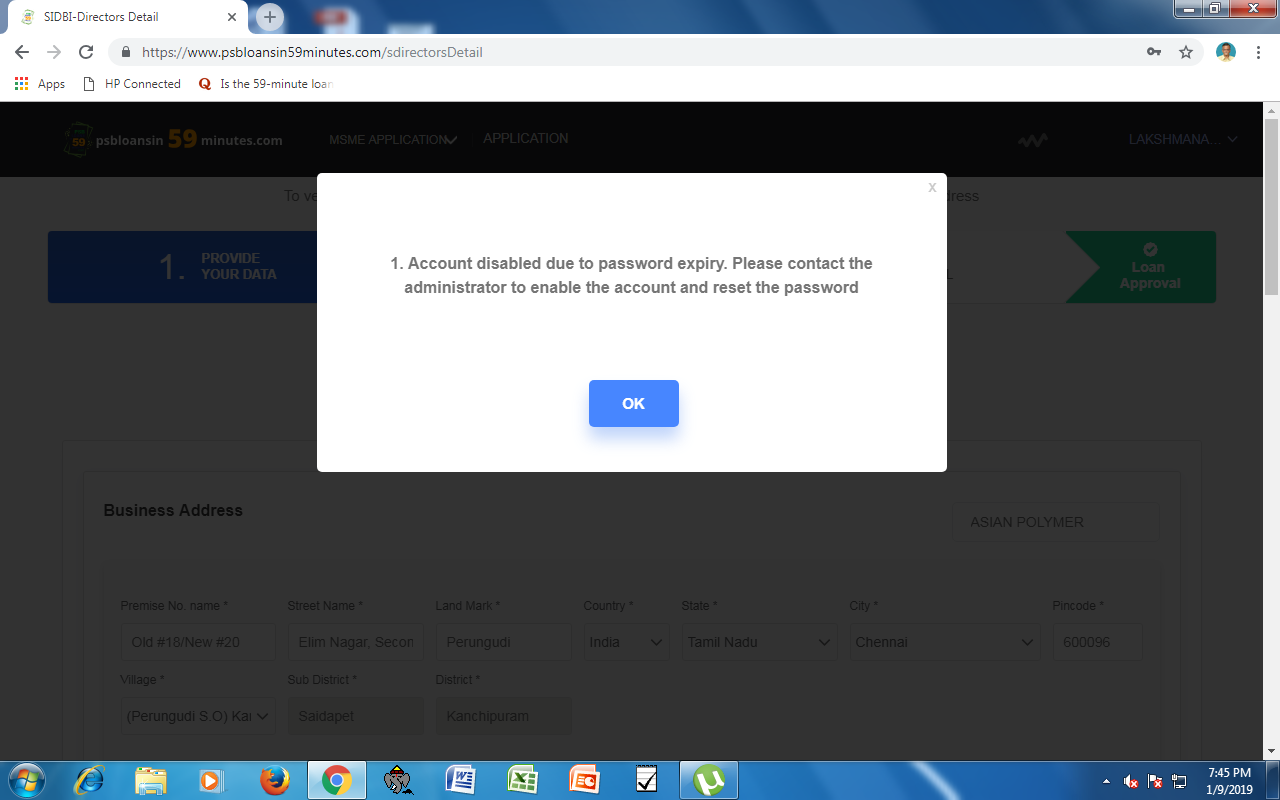 SIDBI-Directors Detail
https://www.psbloansin59minutes.com/sdirectorsDetail
Apps
HP Connected
Is the 59-minute loan
59 psbloansin 59 minutes.com
MSME APPLICATION
APPLICATION
LAKSHMANA...
To ve
dress
X
1. PROVIDE
YOUR DATA
Loan
Approval
1. Account disabled due to password expiry. Please contact the
administrator to enable the account and reset the password
OK
Business Address
ASIAN POLYMER
Premise No. name * Street Name * Land Mark * Country * State * City * Pincode *
Old #18/New #20 Elim Nagar, Secon Perungudi India Tamil Nadu Chennai 600096
Village * Sub District * District *
(Perungudi S.O) Kai Saidapet Kanchipuram
7:45 PM
1/9/2019